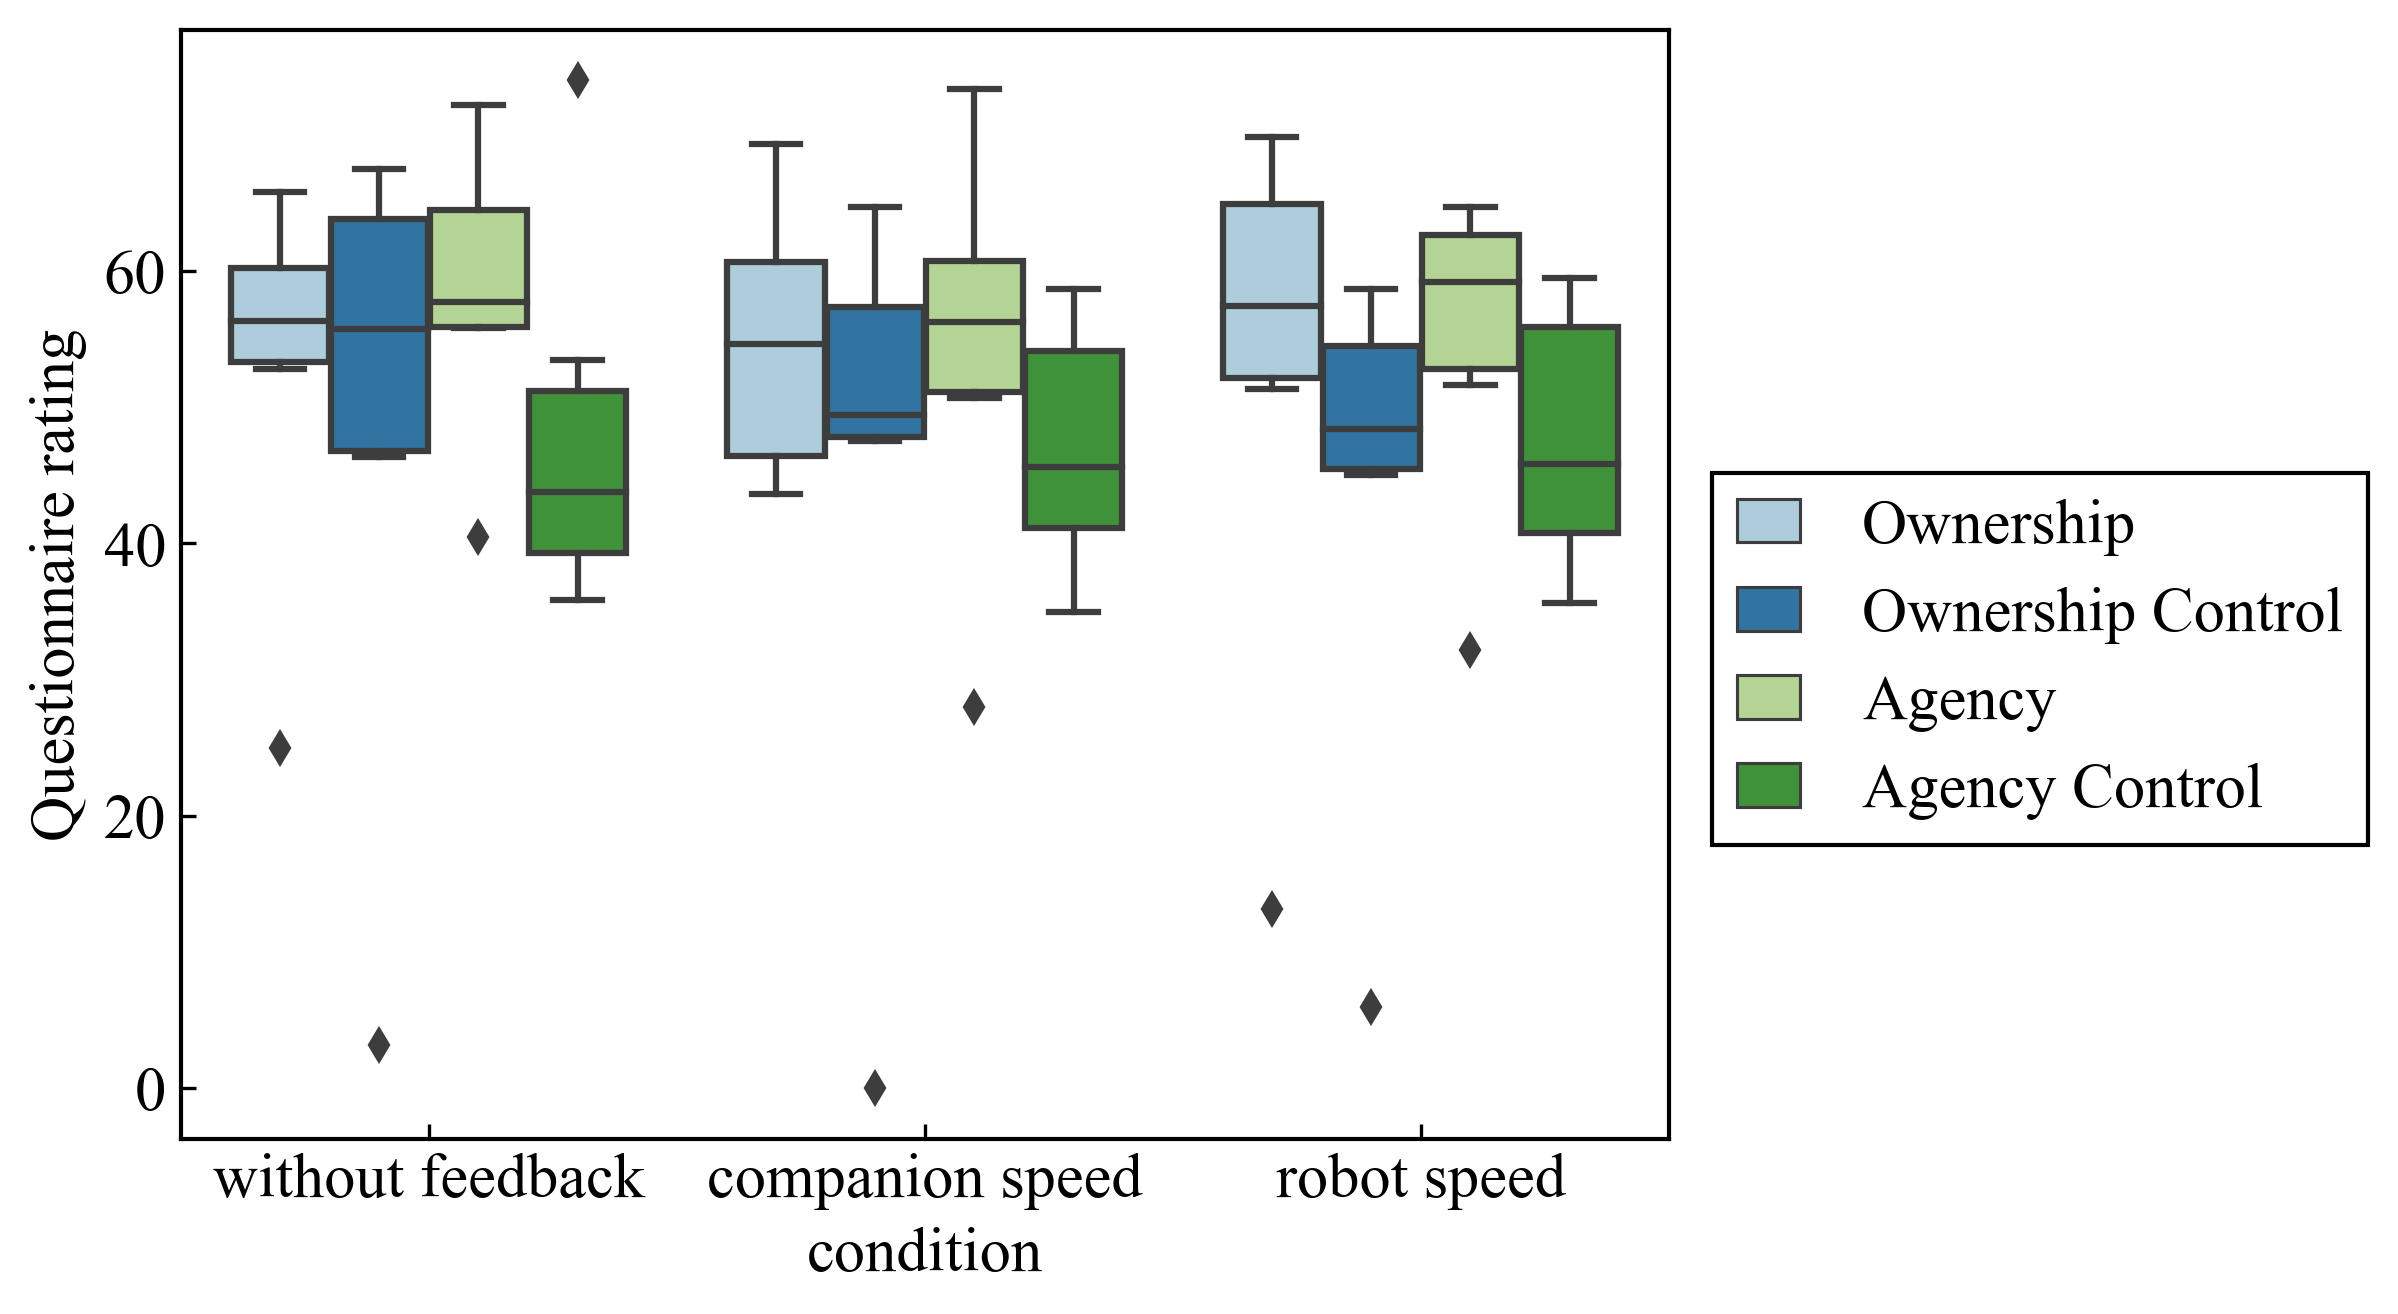 Questionnaire rating
60
40
20
0
without feedback
companion speed
robot speed
condition
Ownership
Ownership Control
Agency
Agency Control